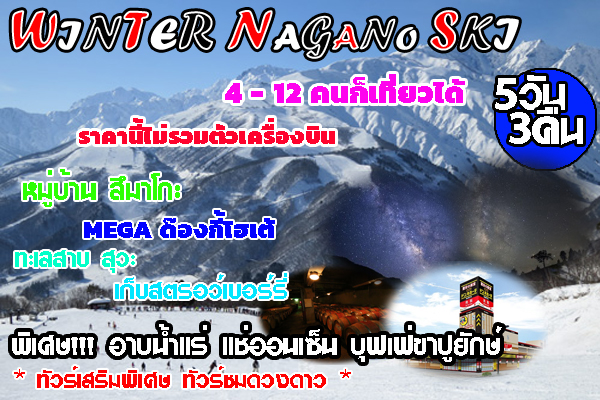 WINTER NAGANO SKI
4 - 12 คนก็เที่ยวได้
5วัน
3คืน
ราคานี้ไม่รวมตัวเครื่องบิน
หมู่บ้าน สึมาโกะ
MEGA ด๊องกี้โฮเต้
ทะเลสาบ สุวะ
เก็บสตรอว์เบอร์รี่
พิเศษ!!! อาบน้ำแร่ แช่ออนเซ็น บุฟเฟ่ขาปูยักษ์
* ทัวร์เสริมพิเศษ ทัวร์ชมดวงดาว *